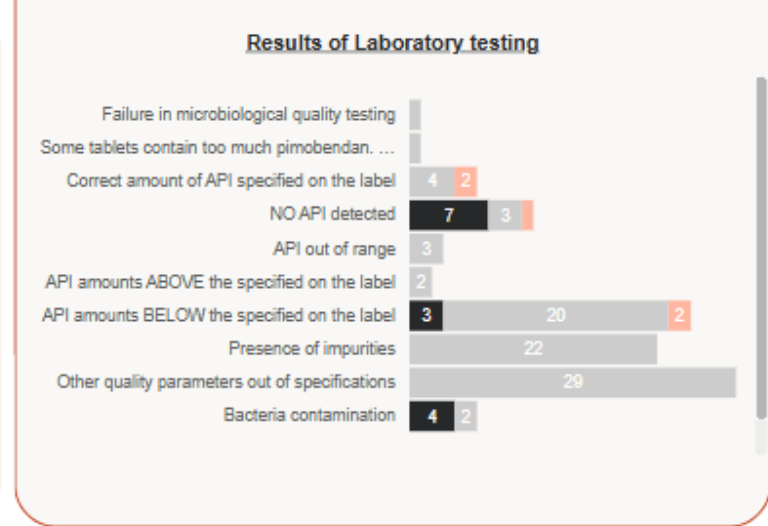 Results of Laboratory testing
Failure in microbiological quality testing
Some tablets contain too much pimobendan. ...
Correct amount of API specified on the label 4 2
NO API detected 7 3
API out of range 3
API amounts ABOVE the specified on the label 2
API amounts BELOW the specified on the label 3 20 2
Presence of impurities 22
Other quality parameters out of specifications 29
Bacteria contamination 4 2